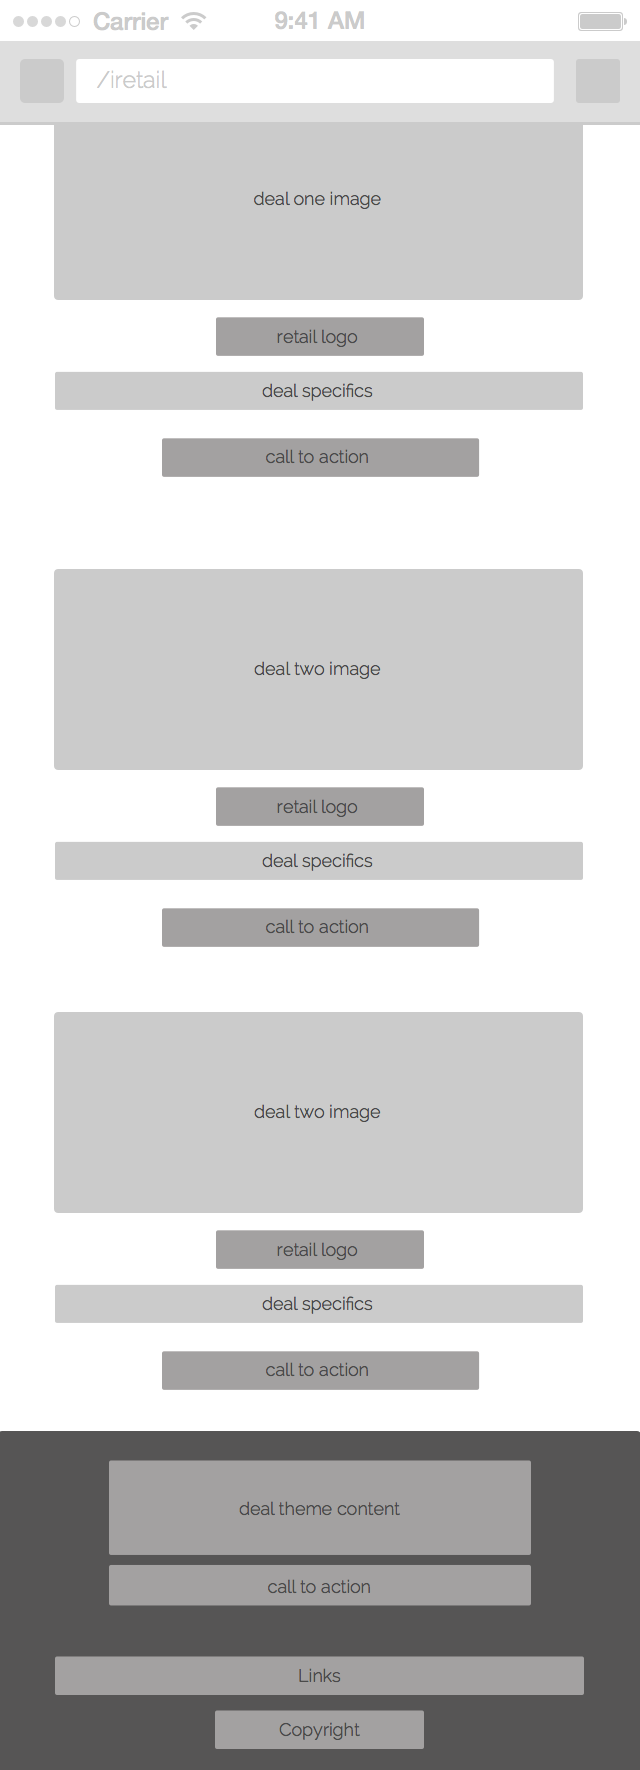 Carrier 9:41 AM
/iretail
deal one image
retail logo
deal specifics
call to action
deal two image
retail logo
deal specifics
call to action
deal two image
retail logo
deal specifics
call to action
deal theme content
call to action
Links
Copyright